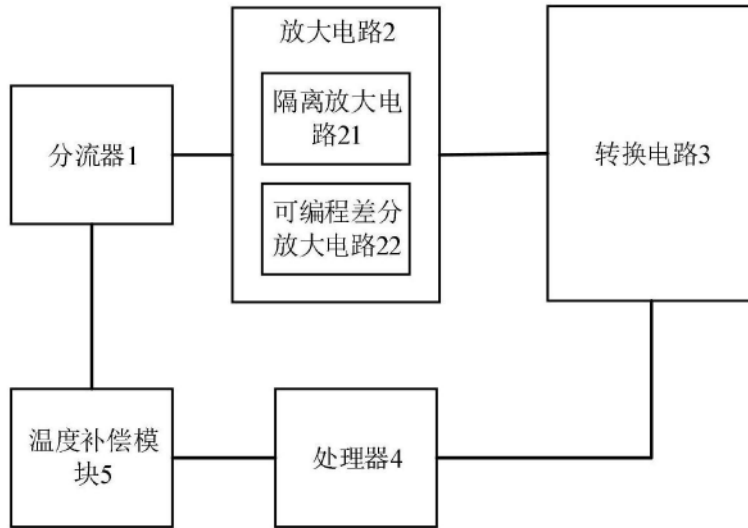 放大电路2
隔离放大电
路21
分流器1
转换电路3
可编程差分
放大电路22
温度补偿模
块5
处理器4